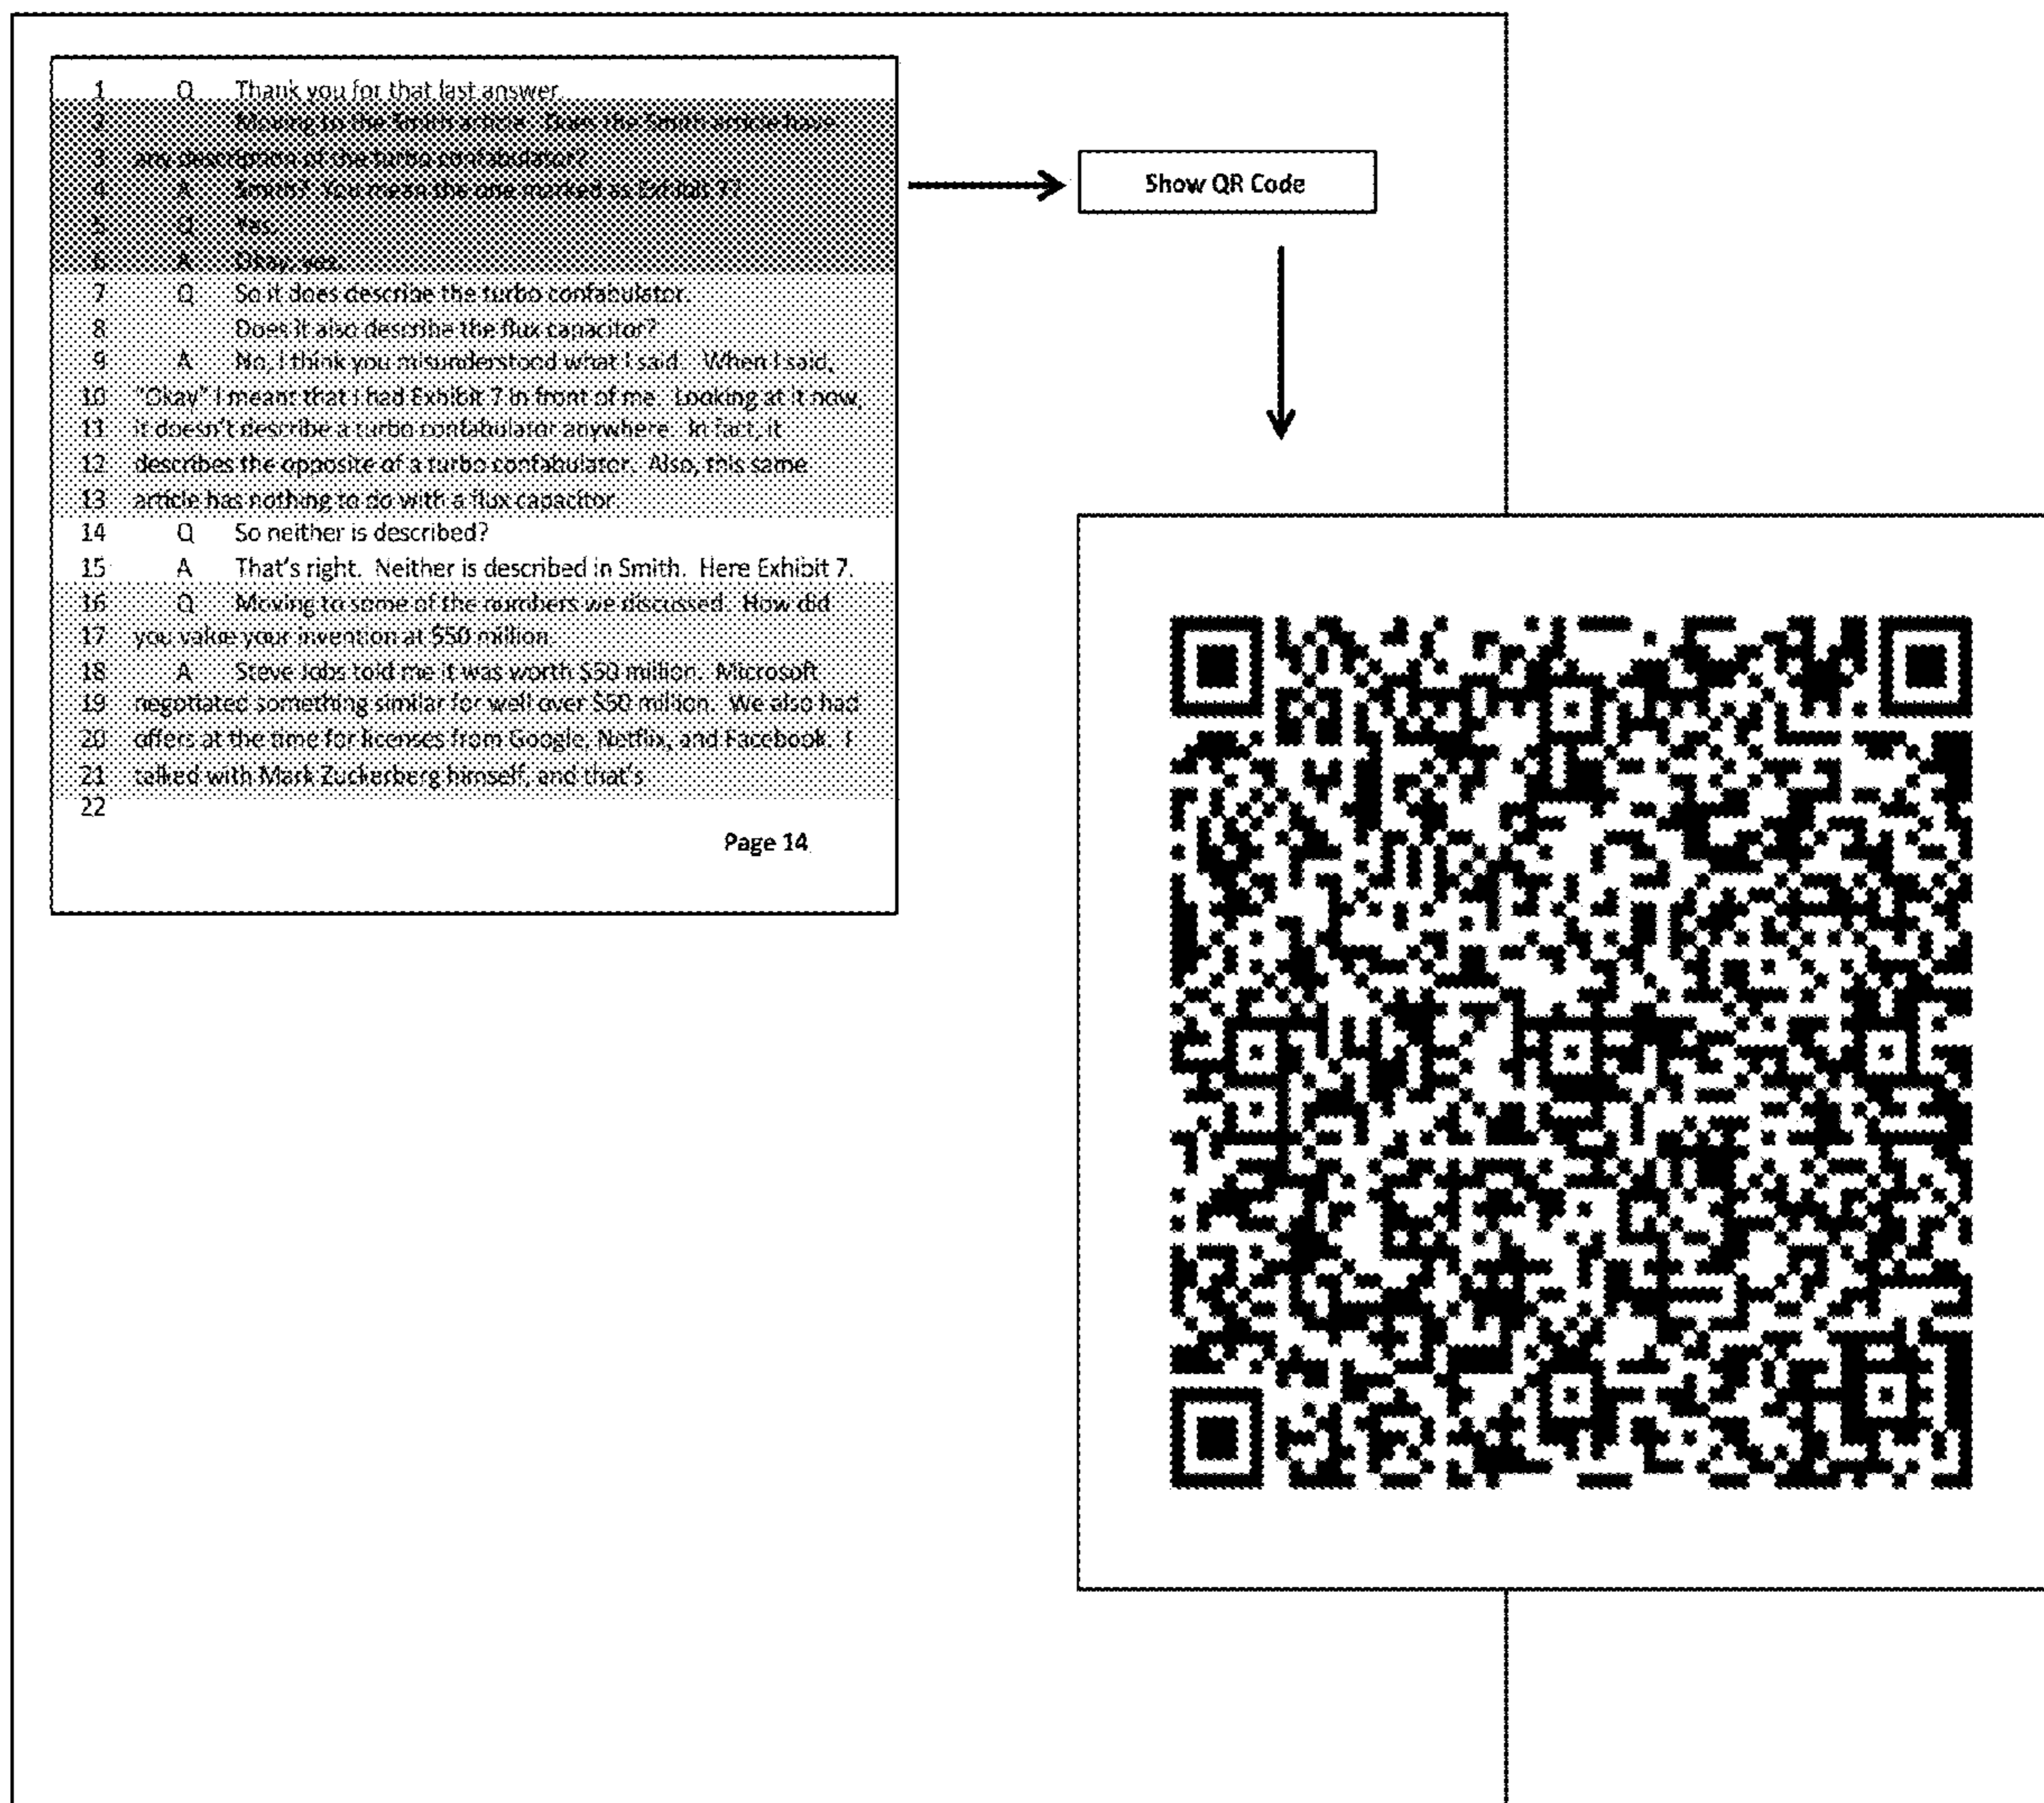 1 Q Thank you for that last answer.
2 Moving to the Smith article. Does the Smith article have
3 any description of the turbo confabulator?
4 A Smith? You mean the one marked as Exhibit 7?
5 Q Yes.
6 A Okay, yes.
7 Q So it does describe the turbo confabulator.
8 Does it also describe the flux capacitor?
9 A No, I think you misunderstood what I said. When I said,
10 "Okay" I meant that I had Exhibit 7 in front of me. Looking at it now,
11 it doesn't describe a turbo confabulator anywhere. In fact, it
12 describes the opposite of a turbo confabulator. Also, this same
13 article has nothing to do with a flux capacitor
14 Q So neither is described?
15 A That's right. Neither is described in Smith. Here Exhibit 7.
16 Q Moving to some of the numbers we discussed. How did
17 you value your invention at $50 million.
18 A Steve Jobs told me it was worth $50 million. Microsoft
19 negotiated something similar for well over $50 million. We also had
20 offers at the time for licenses from Google, Netflix, and Facebook. I
21 talked with Mark Zuckerberg himself, and that's
22
Page 14
Show QR Code